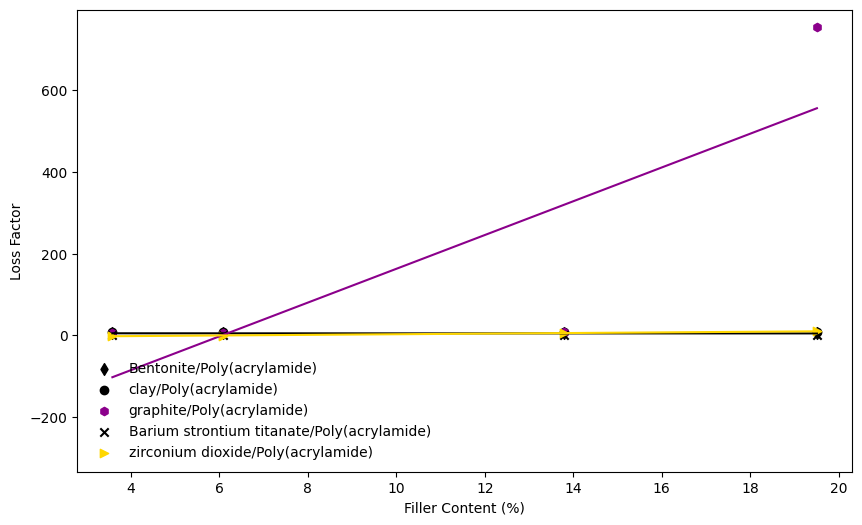 600
400
200
0
−200
Loss Factor
Bentonite/Poly(acrylamide)
clay/Poly(acrylamide)
graphite/Poly(acrylamide)
Barium strontium titanate/Poly(acrylamide)
zirconium dioxide/Poly(acrylamide)
4 6 8 10 12 14 16 18 20
Filler Content (%)